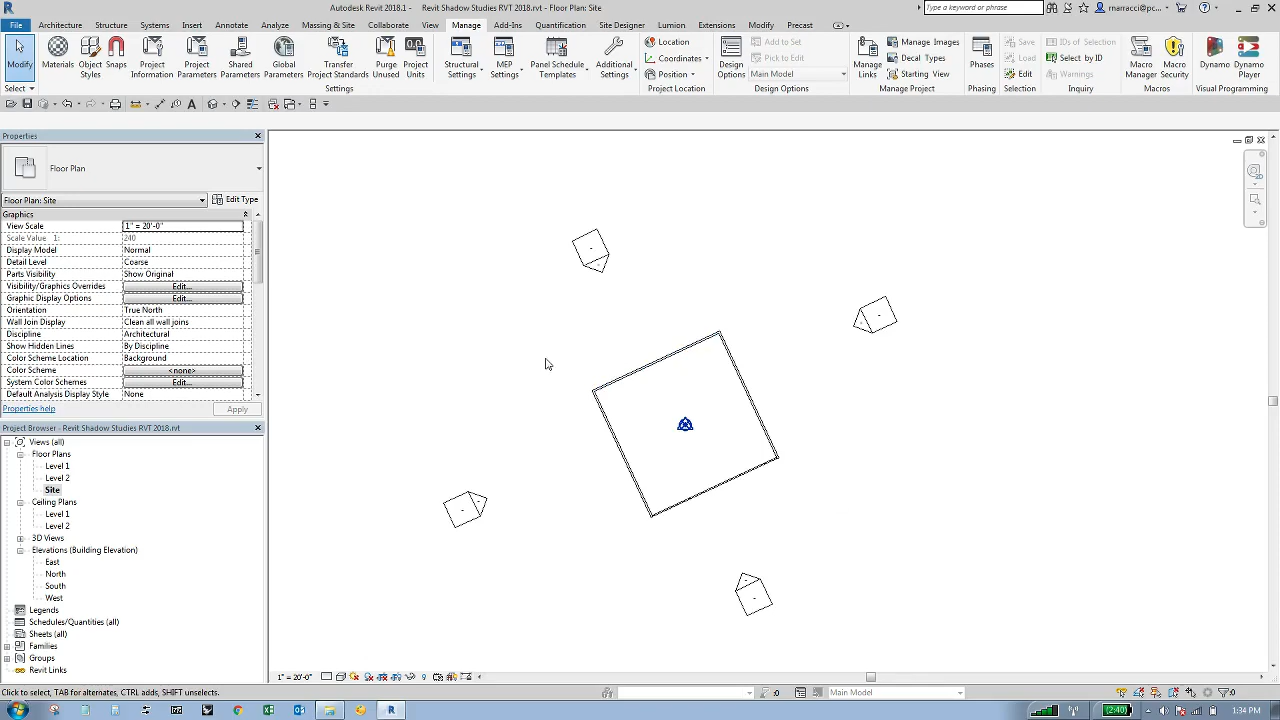 Autodesk Revit 2018.1 - Revit Shadow Studies RVT 2018.rvt - Floor Plan: Site
Type a keyword or phrase
rmarracci@pc...
File Architecture Structure Systems Insert Annotate Analyze Massing & Site Collaborate View Manage Add-Ins Quantification Site Designer Lumion Extensions Modify Precast
Modify
Materials
Object Styles
Snaps
Project Information
Project Parameters
Shared Parameters
Global Parameters
Transfer Project Standards
Purge Unused
Project Units
Structural Settings
MEP Settings
Panel Schedule Templates
Additional Settings
Location
Coordinates
Position
Design Options
Add to Set
Pick to Edit
Main Model
Manage Links
Manage Images
Decal Types
Starting View
Phases
Save
Load
Edit
IDs of Selection
Select by ID
Warnings
Macro Manager
Macro Security
Dynamo
Dynamo Player
Select
Settings
Project Location
Design Options
Manage Project
Phasing
Selection
Inquiry
Macros
Visual Programming
Properties
Floor Plan
Floor Plan: Site
Edit Type
Graphics
View Scale 1" = 20'-0"
Scale Value 1: 240
Display Model Normal
Detail Level Coarse
Parts Visibility Show Original
Visibility/Graphics Overrides Edit...
Graphic Display Options Edit...
Orientation True North
Wall Join Display Clean all wall joins
Discipline Architectural
Show Hidden Lines By Discipline
Color Scheme Location Background
Color Scheme <none>
System Color Schemes Edit...
Default Analysis Display Style None
Properties help
Apply
Project Browser - Revit Shadow Studies RVT 2018.rvt
Views (all)
Floor Plans
Level 1
Level 2
Site
Ceiling Plans
Level 1
Level 2
3D Views
Elevations (Building Elevation)
East
North
South
West
Legends
Schedules/Quantities (all)
Sheets (all)
Families
Groups
Revit Links
1" = 20'-0"
Click to select, TAB for alternates, CTRL adds, SHIFT unselects.
:0
Main Model
:0
(2:40)
1:34 PM